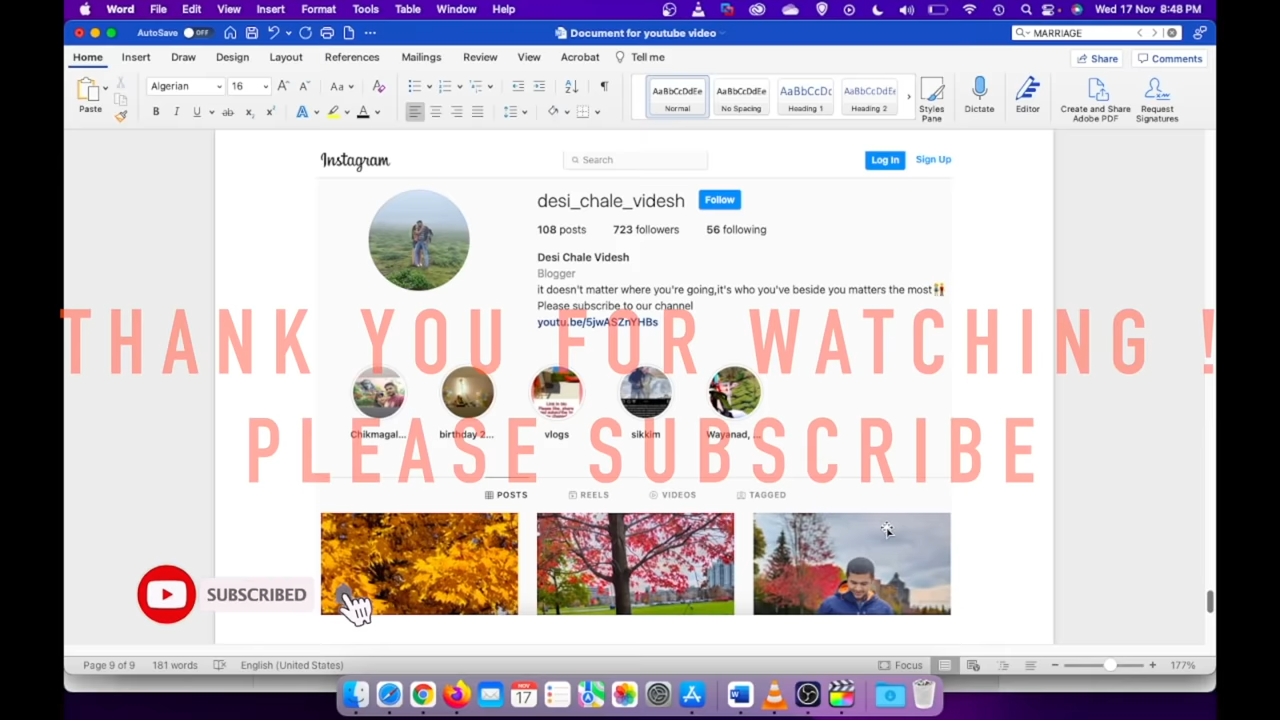 Word File Edit View Insert Format Tools Table Window Help Wed 17 Nov 8:48 PM
AutoSave OFF Document for youtube video MARRIAGE
Home Insert Draw Design Layout References Mailings Review View Acrobat Tell me Share Comments
Paste Algerian 16 Aa AaBbCcDdEe Normal AaBbCcDdEe No Spacing AaBbCcDc Heading 1 AaBbCcDdEe Heading 2 Styles Pane Dictate Editor Create and Share Adobe PDF Request Signatures
Instagram Search Log In Sign Up
desi_chale_videsh Follow
108 posts 723 followers 56 following
Desi Chale Videsh
Blogger
it doesn't matter where you're going,it's who you've beside you matters the most
Please subscribe to our channel
youtu.be/5jwASZnYHBs
THANK YOU FOR WATCHING !
Chikmagal... birthday 2... vlogs sikkim Wayanad, ...
PLEASE SUBSCRIBE
POSTS REELS VIDEOS TAGGED
SUBSCRIBED
Page 9 of 9 181 words English (United States) Focus 177%
NOV 17